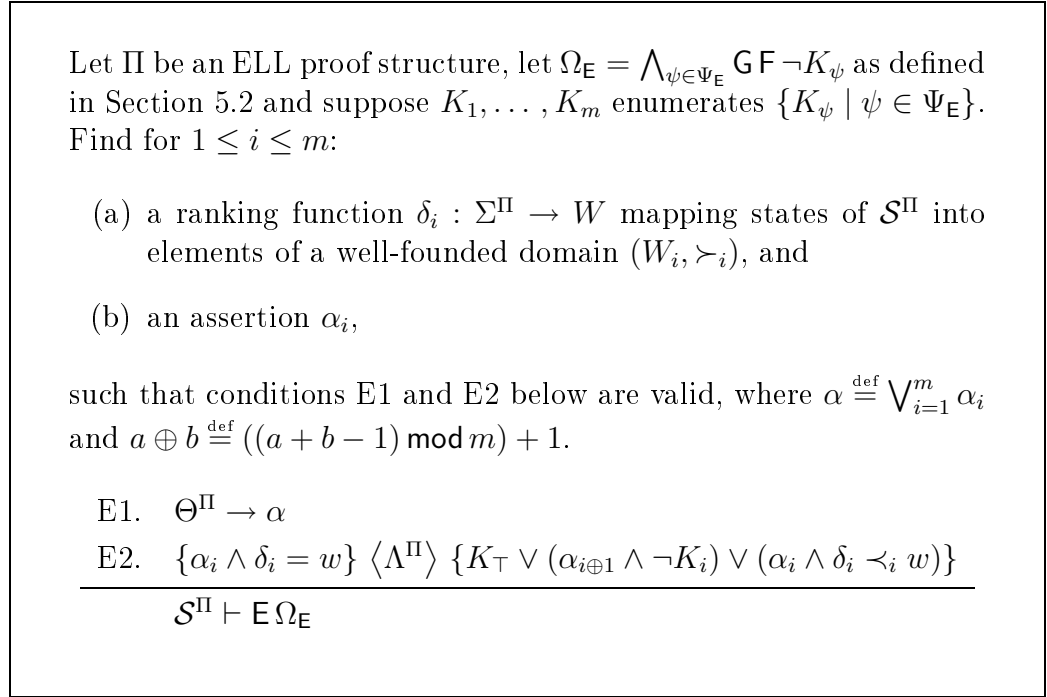 Let Π be an ELL proof structure, let Ω_E = ⋀_{ψ∈Ψ_E} G F ¬K_ψ as defined
in Section 5.2 and suppose K_1, . . . , K_m enumerates {K_ψ | ψ ∈ Ψ_E}.
Find for 1 ≤ i ≤ m:
(a) a ranking function δ_i : Σ^Π → W mapping states of 𝒮^Π into
elements of a well-founded domain (W_i, ≻_i), and
(b) an assertion α_i,
such that conditions E1 and E2 below are valid, where α ≝ ⋁_{i=1}^m α_i
and a ⊕ b ≝ ((a + b − 1) mod m) + 1.
E1. Θ^Π → α
E2. {α_i ∧ δ_i = w} ⟨Λ^Π⟩ {K_⊤ ∨ (α_{i⊕1} ∧ ¬K_i) ∨ (α_i ∧ δ_i ≺_i w)}
𝒮^Π ⊢ E Ω_E